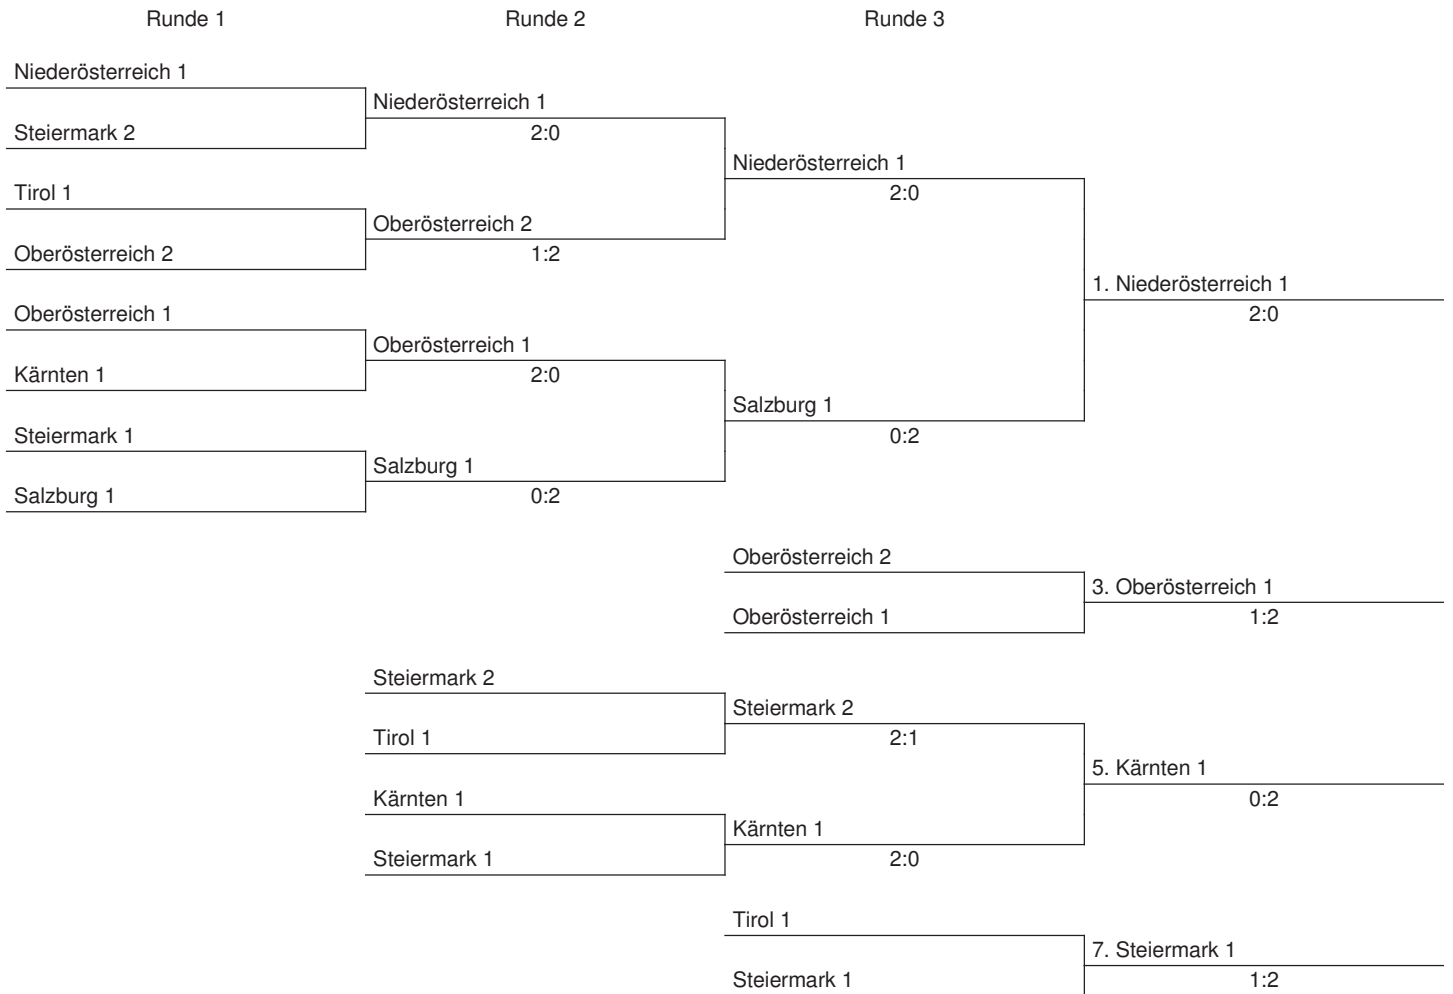 Runde 1
Runde 2
Runde 3
Niederösterreich 1
Niederösterreich 1
Steiermark 2
2:0
Niederösterreich 1
Tirol 1
2:0
Oberösterreich 2
Oberösterreich 2
1:2
1. Niederösterreich 1
Oberösterreich 1
2:0
Oberösterreich 1
Kärnten 1
2:0
Salzburg 1
Steiermark 1
0:2
Salzburg 1
Salzburg 1
0:2
Oberösterreich 2
3. Oberösterreich 1
Oberösterreich 1
1:2
Steiermark 2
Steiermark 2
Tirol 1
2:1
5. Kärnten 1
Kärnten 1
0:2
Kärnten 1
Steiermark 1
2:0
Tirol 1
7. Steiermark 1
Steiermark 1
1:2